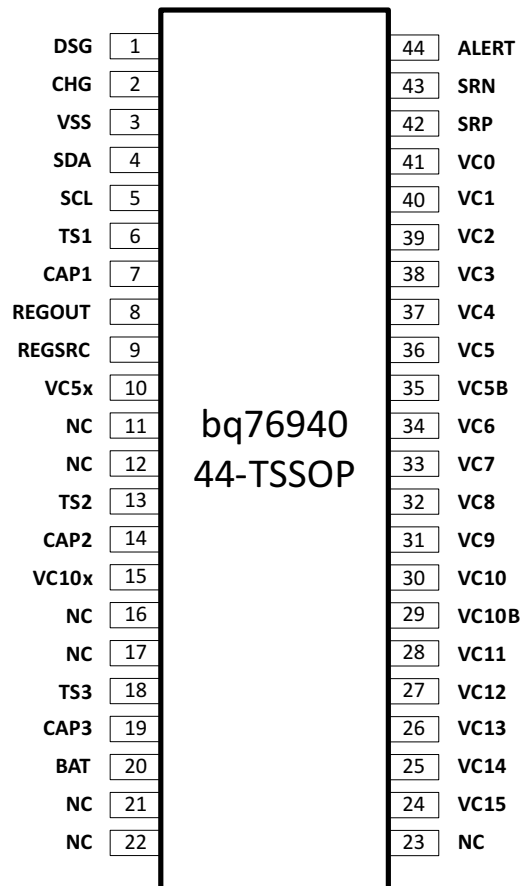 DSG 1 44 ALERT
CHG 2 43 SRN
VSS 3 42 SRP
SDA 4 41 VC0
SCL 5 40 VC1
TS1 6 39 VC2
CAP1 7 38 VC3
REGOUT 8 37 VC4
REGSRC 9 36 VC5
VC5x 10 35 VC5B
NC 11 34 VC6
bq76940
NC 12 33 VC7
44-TSSOP
TS2 13 32 VC8
CAP2 14 31 VC9
VC10x 15 30 VC10
NC 16 29 VC10B
NC 17 28 VC11
TS3 18 27 VC12
CAP3 19 26 VC13
BAT 20 25 VC14
NC 21 24 VC15
NC 22 23 NC